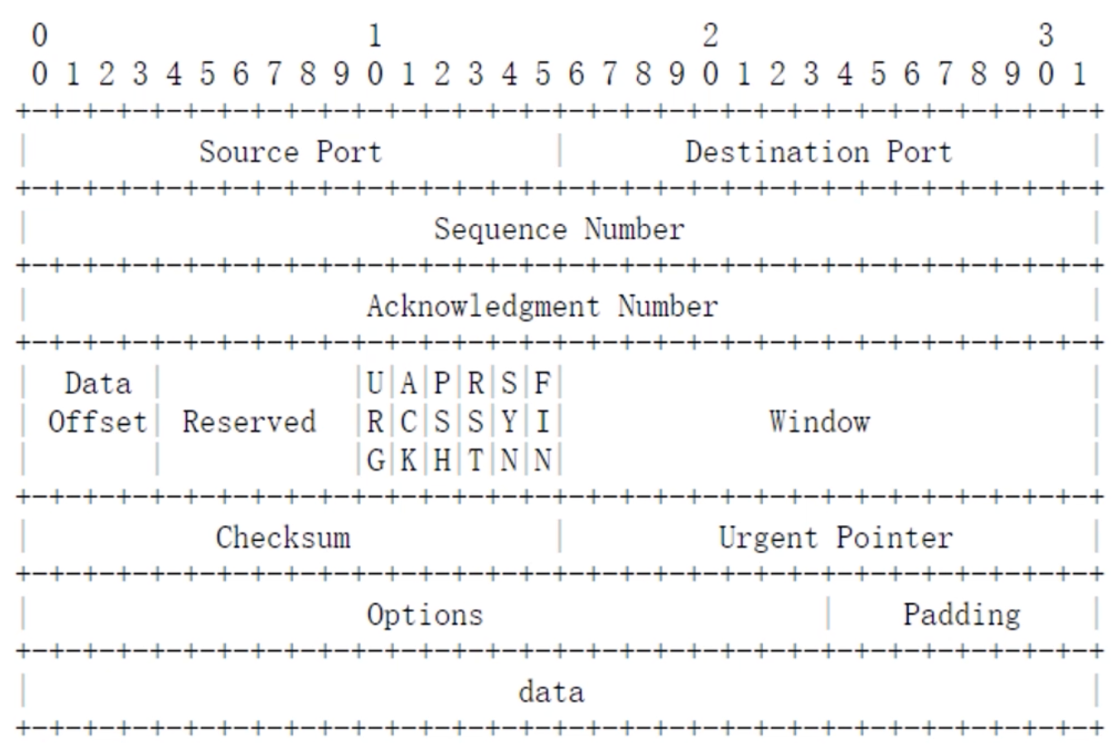 0                   1                   2                   3
 0 1 2 3 4 5 6 7 8 9 0 1 2 3 4 5 6 7 8 9 0 1 2 3 4 5 6 7 8 9 0 1
+-+-+-+-+-+-+-+-+-+-+-+-+-+-+-+-+-+-+-+-+-+-+-+-+-+-+-+-+-+-+-+-+
|          Source Port          |       Destination Port        |
+-+-+-+-+-+-+-+-+-+-+-+-+-+-+-+-+-+-+-+-+-+-+-+-+-+-+-+-+-+-+-+-+
|                        Sequence Number                        |
+-+-+-+-+-+-+-+-+-+-+-+-+-+-+-+-+-+-+-+-+-+-+-+-+-+-+-+-+-+-+-+-+
|                    Acknowledgment Number                      |
+-+-+-+-+-+-+-+-+-+-+-+-+-+-+-+-+-+-+-+-+-+-+-+-+-+-+-+-+-+-+-+-+
|  Data |           |U|A|P|R|S|F|                               |
| Offset| Reserved  |R|C|S|S|Y|I|            Window             |
|       |           |G|K|H|T|N|N|                               |
+-+-+-+-+-+-+-+-+-+-+-+-+-+-+-+-+-+-+-+-+-+-+-+-+-+-+-+-+-+-+-+-+
|           Checksum            |         Urgent Pointer        |
+-+-+-+-+-+-+-+-+-+-+-+-+-+-+-+-+-+-+-+-+-+-+-+-+-+-+-+-+-+-+-+-+
|                    Options                    |    Padding    |
+-+-+-+-+-+-+-+-+-+-+-+-+-+-+-+-+-+-+-+-+-+-+-+-+-+-+-+-+-+-+-+-+
|                             data                              |
+-+-+-+-+-+-+-+-+-+-+-+-+-+-+-+-+-+-+-+-+-+-+-+-+-+-+-+-+-+-+-+-+